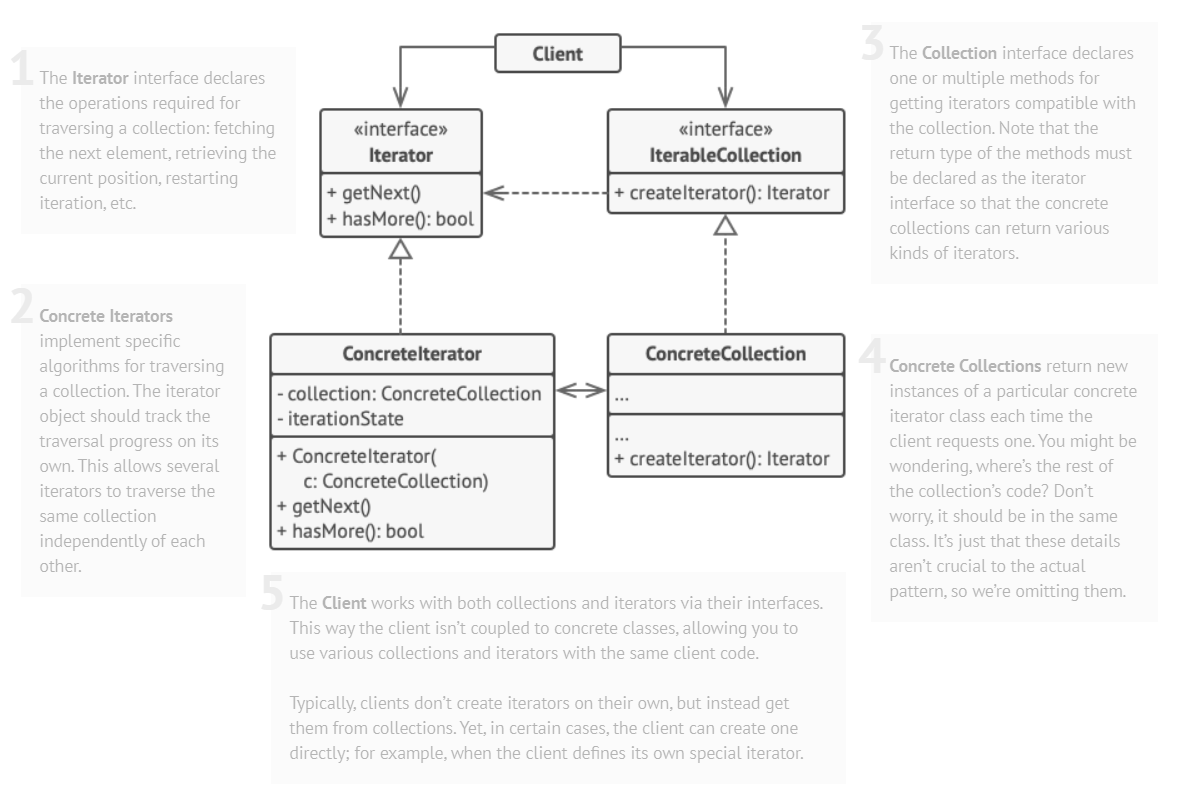 Client
1
The Iterator interface declares
the operations required for
traversing a collection: fetching
the next element, retrieving the
current position, restarting
iteration, etc.
«interface»
Iterator
+ getNext()
+ hasMore(): bool
«interface»
IterableCollection
+ createIterator(): Iterator
3
The Collection interface declares
one or multiple methods for
getting iterators compatible with
the collection. Note that the
return type of the methods must
be declared as the iterator
interface so that the concrete
collections can return various
kinds of iterators.
2
Concrete Iterators
implement specific
algorithms for traversing
a collection. The iterator
object should track the
traversal progress on its
own. This allows several
iterators to traverse the
same collection
independently of each
other.
ConcreteIterator
- collection: ConcreteCollection
- iterationState
+ ConcreteIterator(
c: ConcreteCollection)
+ getNext()
+ hasMore(): bool
ConcreteCollection
...
...
+ createIterator(): Iterator
4
Concrete Collections return new
instances of a particular concrete
iterator class each time the
client requests one. You might be
wondering, where’s the rest of
the collection’s code? Don’t
worry, it should be in the same
class. It’s just that these details
aren’t crucial to the actual
pattern, so we’re omitting them.
5
The Client works with both collections and iterators via their interfaces.
This way the client isn’t coupled to concrete classes, allowing you to
use various collections and iterators with the same client code.
Typically, clients don’t create iterators on their own, but instead get
them from collections. Yet, in certain cases, the client can create one
directly; for example, when the client defines its own special iterator.